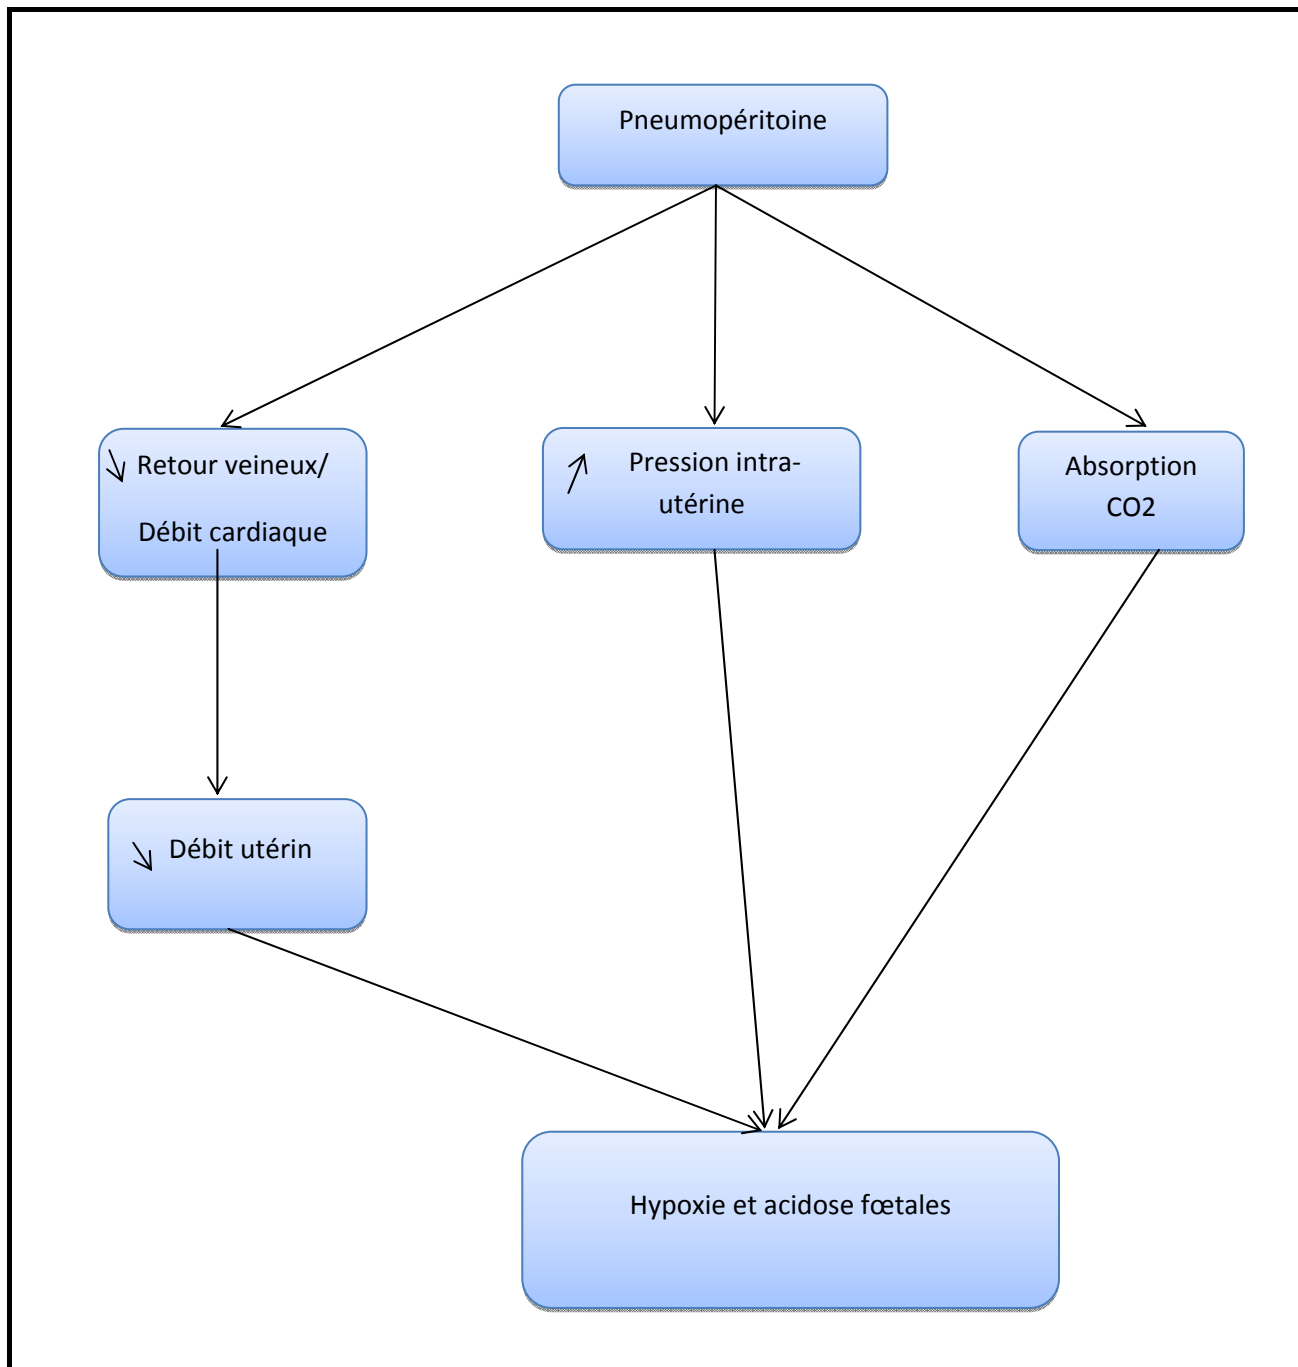 Pneumopéritoine
Retour veineux/
Débit cardiaque
Pression intra-
utérine
Absorption
CO2
Débit utérin
Hypoxie et acidose fœtales